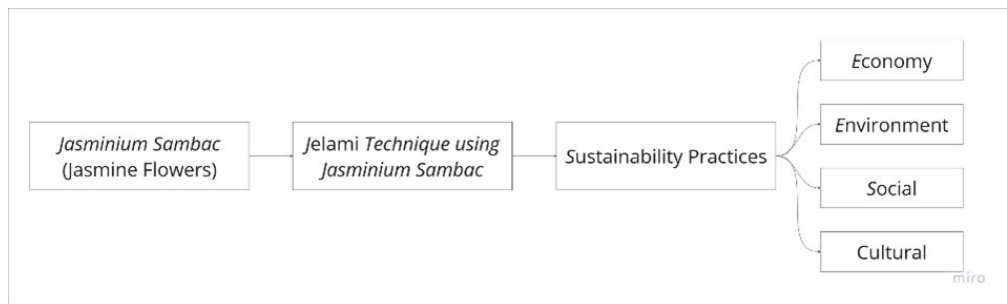 Jasminium Sambac
(Jasmine Flowers)
Jelami Technique using
Jasminium Sambac
Sustainability Practices
Economy
Environment
Social
Cultural
miro